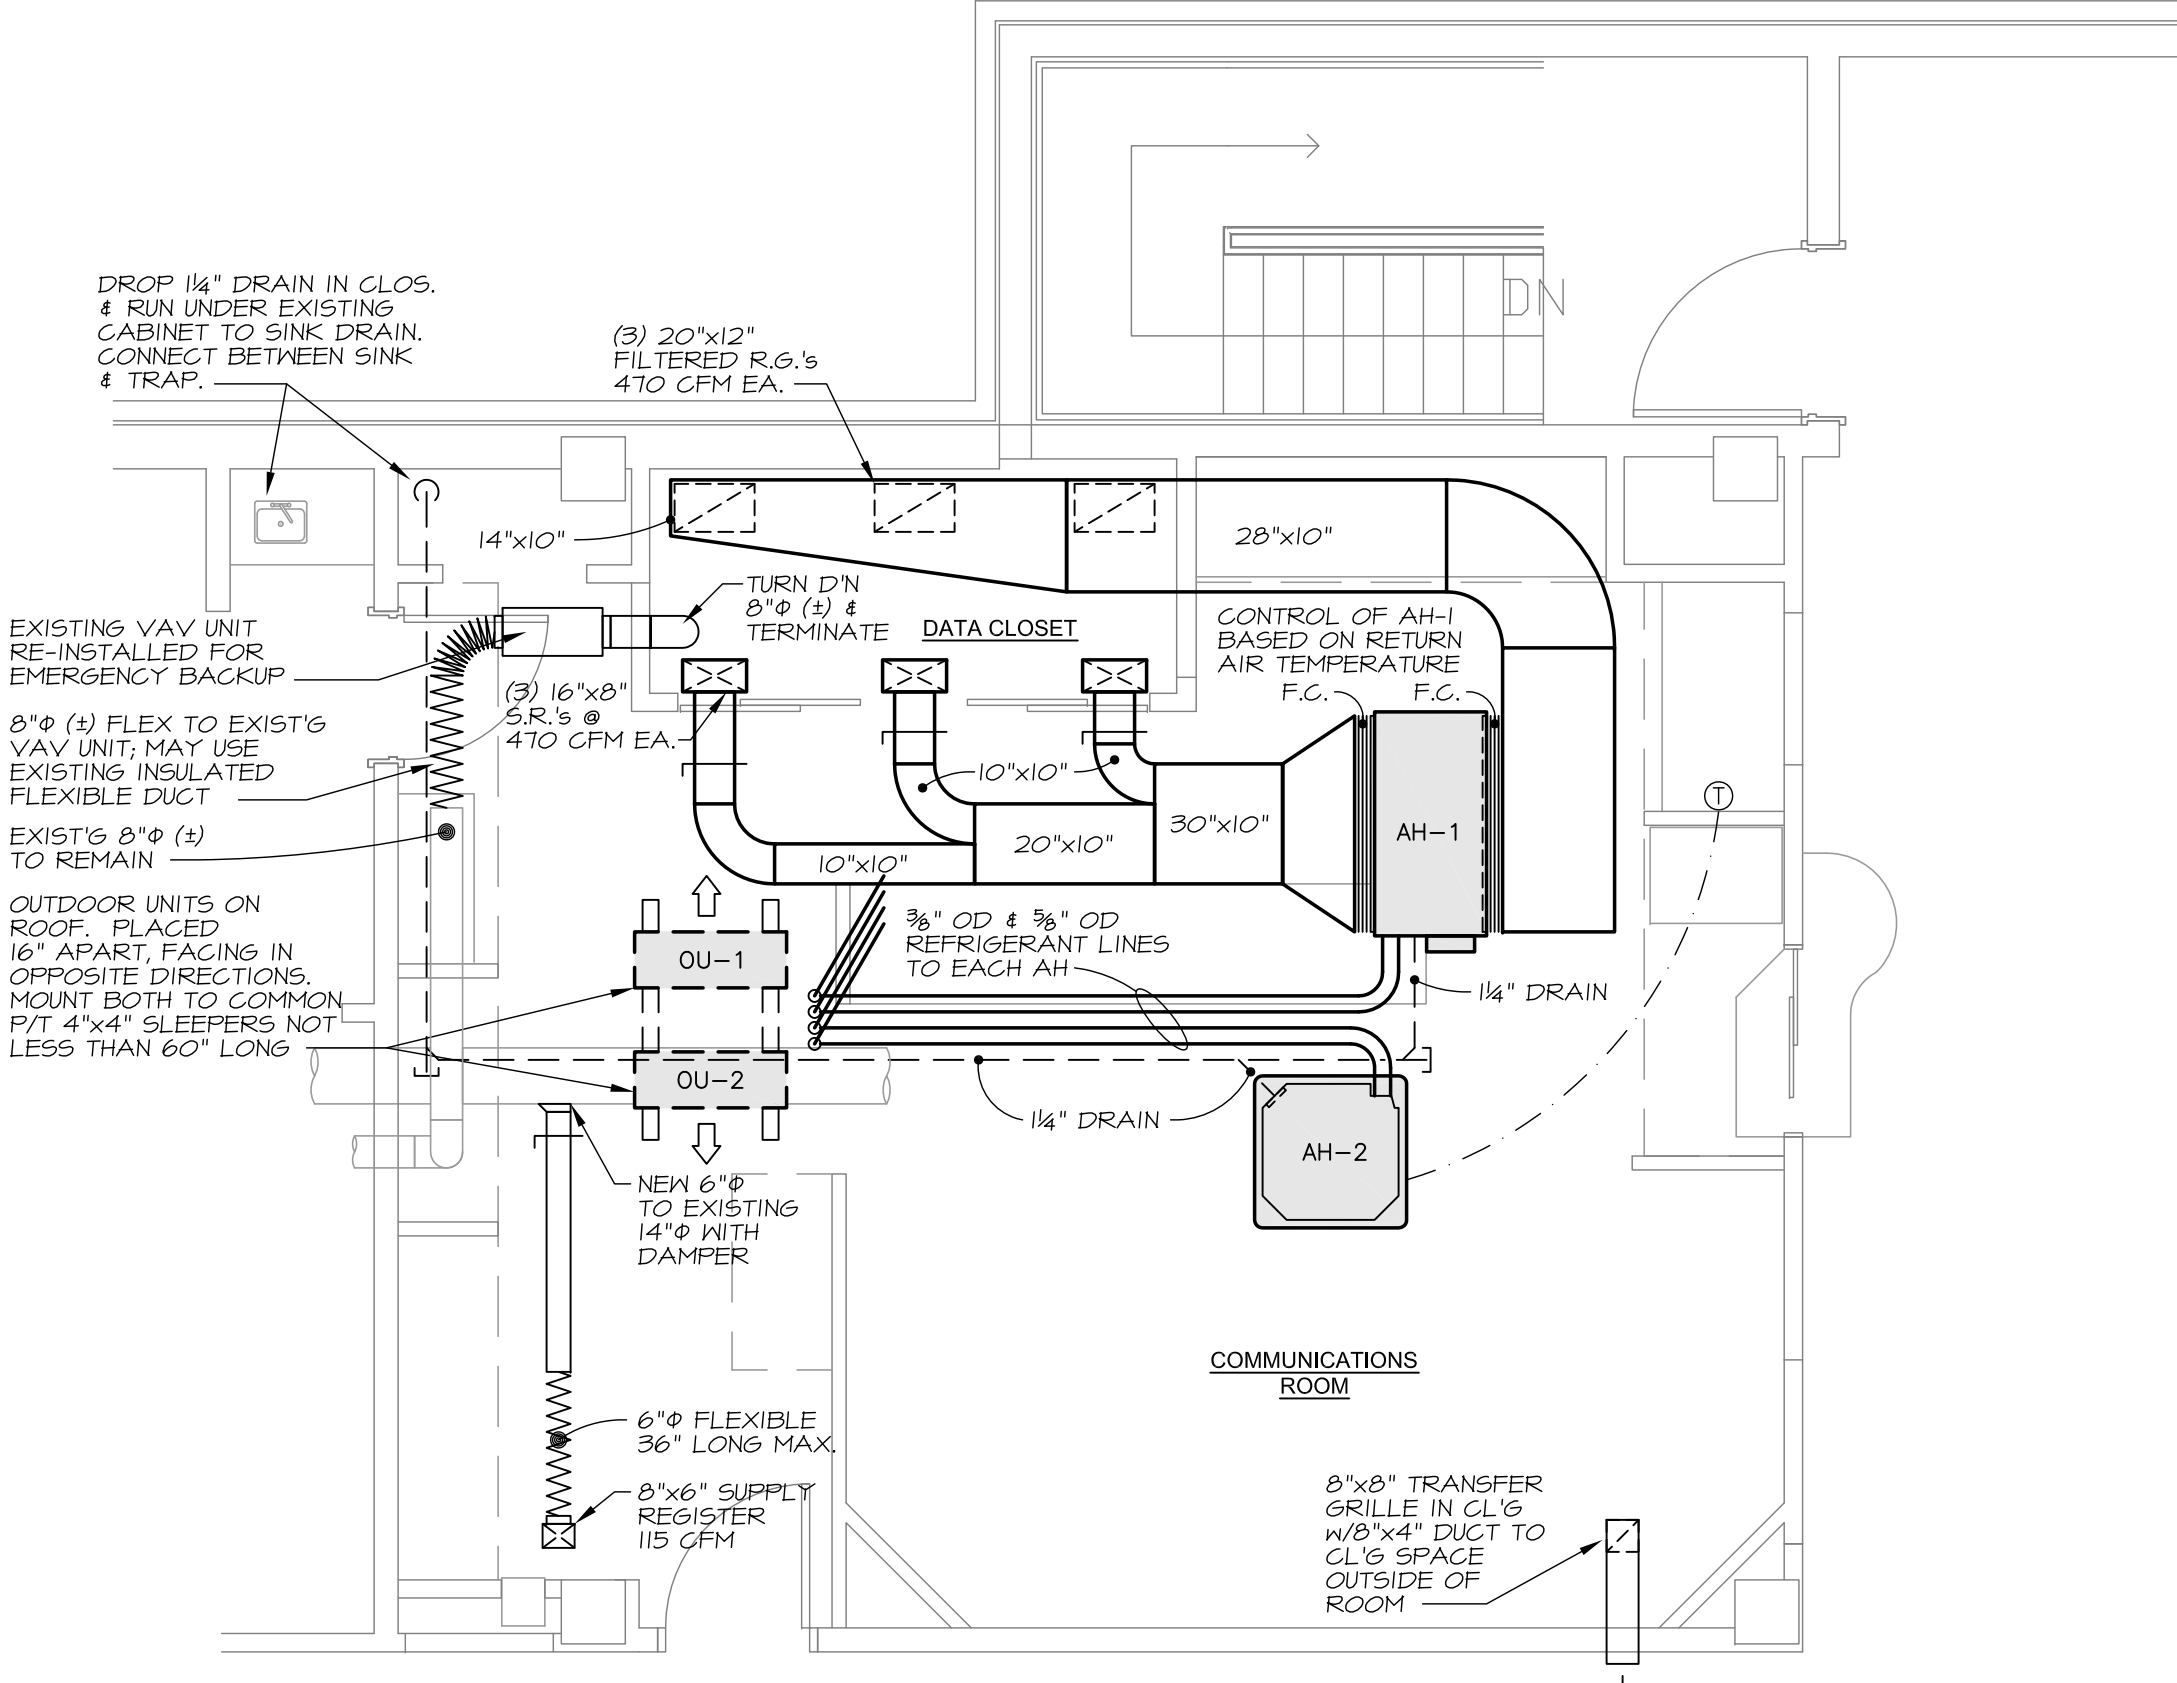 DROP 1¼" DRAIN IN CLOS.
& RUN UNDER EXISTING
CABINET TO SINK DRAIN.
CONNECT BETWEEN SINK
& TRAP.
(3) 20"x12"
FILTERED R.G.'s
470 CFM EA.
DN
14"x10"
28"x10"
TURN D'N
8"Φ (±) &
TERMINATE
DATA CLOSET
CONTROL OF AH-1
BASED ON RETURN
AIR TEMPERATURE
F.C.
F.C.
EXISTING VAV UNIT
RE-INSTALLED FOR
EMERGENCY BACKUP
(3) 16"x8"
S.R.'s @
470 CFM EA.
8"Φ (±) FLEX TO EXIST'G
VAV UNIT; MAY USE
EXISTING INSULATED
FLEXIBLE DUCT
10"x10"
30"x10"
20"x10"
10"x10"
AH-1
T
EXIST'G 8"Φ (±)
TO REMAIN
OUTDOOR UNITS ON
ROOF. PLACED
16" APART, FACING IN
OPPOSITE DIRECTIONS.
MOUNT BOTH TO COMMON
P/T 4"x4" SLEEPERS NOT
LESS THAN 60" LONG
OU-1
OU-2
⅜" OD & ⅝" OD
REFRIGERANT LINES
TO EACH AH
1¼" DRAIN
1¼" DRAIN
AH-2
NEW 6"Φ
TO EXISTING
14"Φ WITH
DAMPER
COMMUNICATIONS
ROOM
6"Φ FLEXIBLE
36" LONG MAX.
8"x6" SUPPLY
REGISTER
115 CFM
8"x8" TRANSFER
GRILLE IN CL'G
w/8"x4" DUCT TO
CL'G SPACE
OUTSIDE OF
ROOM